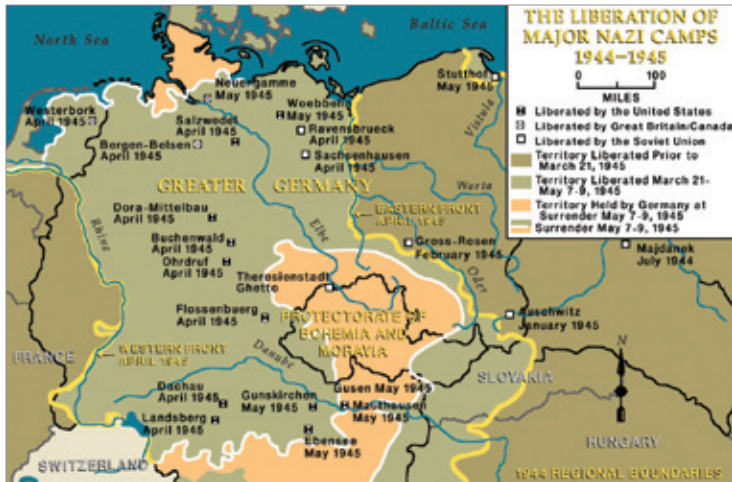 North Sea
Baltic Sea
THE LIBERATION OF
MAJOR NAZI CAMPS
1944-1945
0 100
MILES
Liberated by the United States
Liberated by Great Britain/Canada
Liberated by the Soviet Union
Territory Liberated Prior to
March 21, 1945
Territory Liberated March 21-
May 7-9, 1945
Territory Held by Germany at
Surrender May 7-9, 1945
Surrender May 7-9, 1945
Stutthof
May 1945
Vistula
Neuengamme
May 1945
Woebbelin
May 1945
Westerbork
April 1945
Salzwedel
April 1945
Ravensbrueck
April 1945
Bergen-Belsen
April 1945
Sachsenhausen
April 1945
Warta
GREATER GERMANY
Dora-Mittelbau
April 1945
EASTERN FRONT
APRIL 1945
Elbe
Rhine
Buchenwald
April 1945
Gross-Rosen
February 1945
Majdanek
July 1944
Ohrdruf
April 1945
Oder
Theresienstadt
Ghetto
Flossenbuerg
April 1945
PROTECTORATE OF
BOHEMIA AND
MORAVIA
Auschwitz
January 1945
FRANCE
WESTERN FRONT
APRIL 1945
Danube
N
SLOVAKIA
Dachau
April 1945
Gunskirchen
May 1945
Gusen May 1945
Mauthausen
May 1945
Landsberg
April 1945
Ebensee
May 1945
HUNGARY
SWITZERLAND
1944 REGIONAL BOUNDARIES